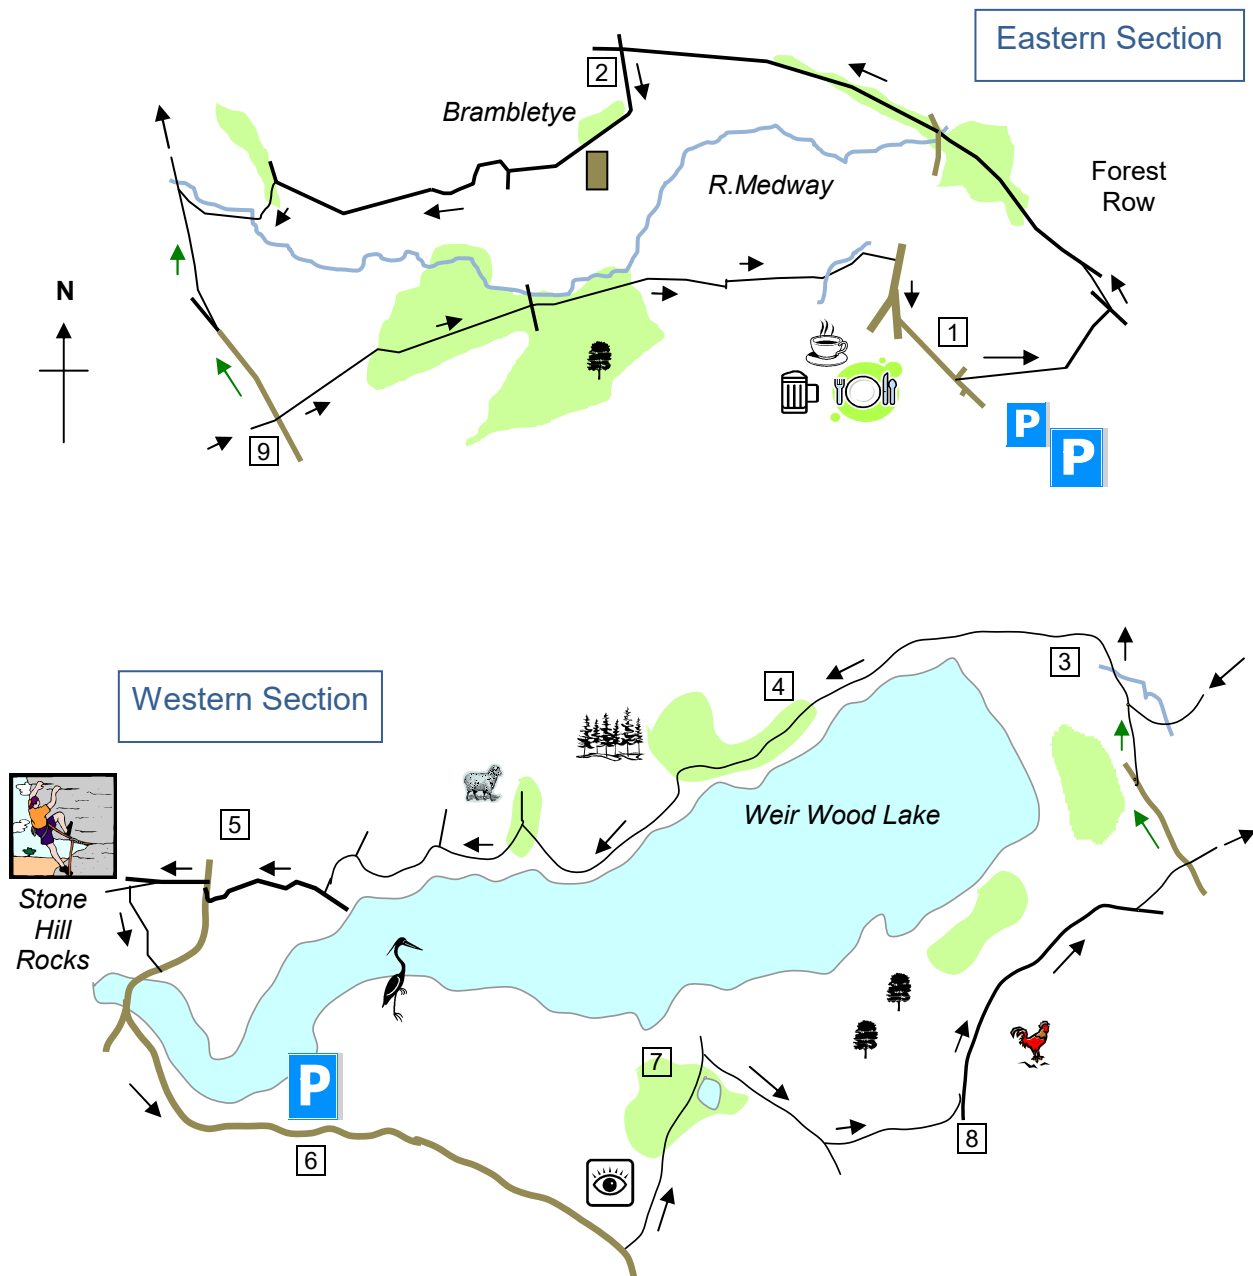 Eastern Section
2
Brambletye
R.Medway
Forest
Row
N
1
9
P
P
3
Western Section
4
Weir Wood Lake
5
Stone
Hill
Rocks
7
P
6
8